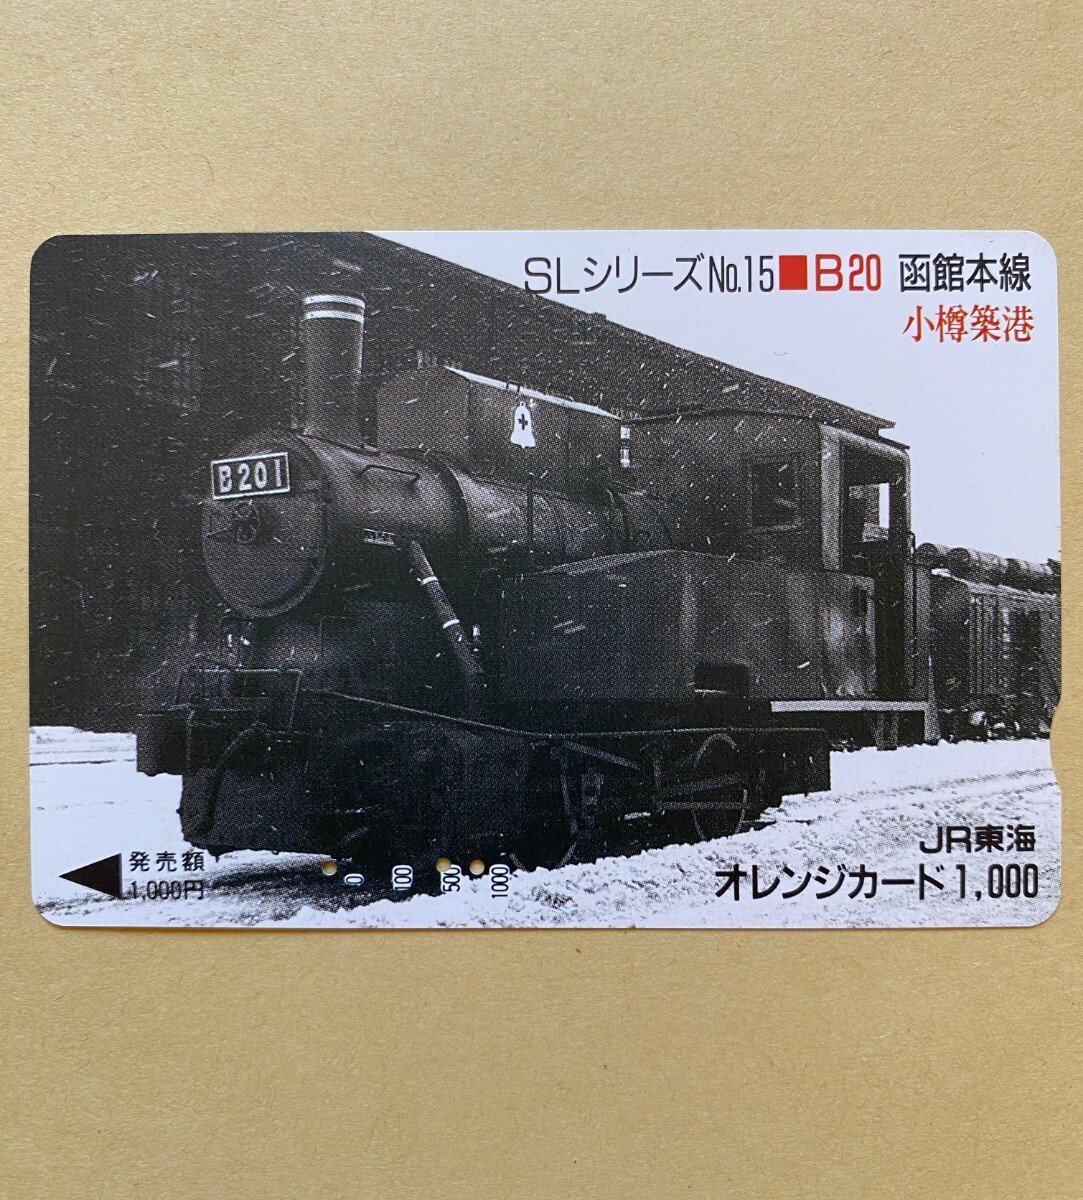 SLシリーズNo.15■B20 函館本線
小樽築港
B201
JR東海
オレンジカード1,000
発売額
1,000円
0 100 500 1000